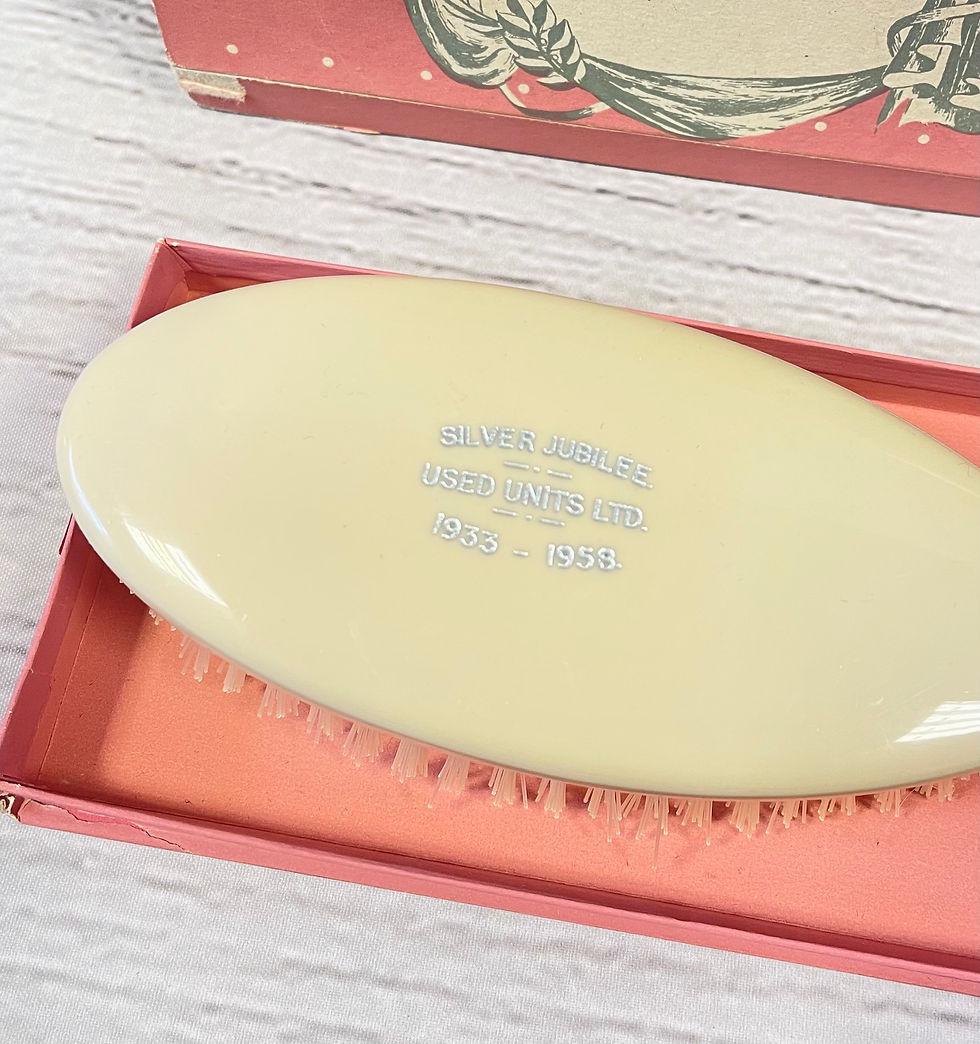 SILVER JUBILEE.
USED UNITS LTD.
1933 - 1958.